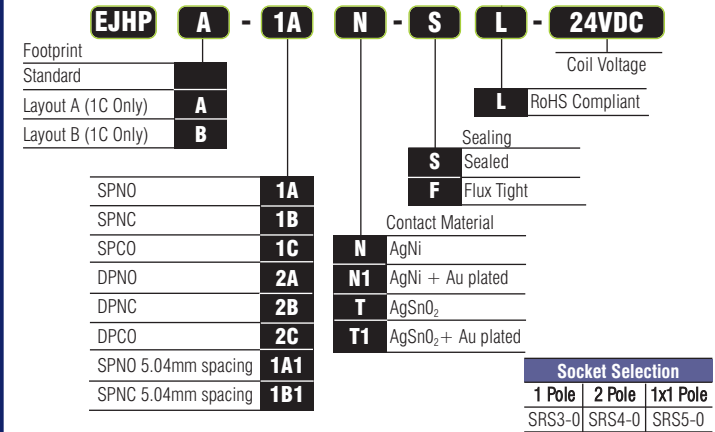 EJHP A - 1A N - S L - 24VDC
Footprint
Standard
Layout A (1C Only) A
Layout B (1C Only) B
Coil Voltage
L RoHS Compliant
Sealing
S Sealed
F Flux Tight
SPNO 1A
SPNC 1B
SPCO 1C
DPNO 2A
DPNC 2B
DPCO 2C
SPNO 5.04mm spacing 1A1
SPNC 5.04mm spacing 1B1
Contact Material
N AgNi
N1 AgNi + Au plated
T AgSn0₂
T1 AgSn0₂+ Au plated
Socket Selection
1 Pole 2 Pole 1x1 Pole
SRS3-0 SRS4-0 SRS5-0